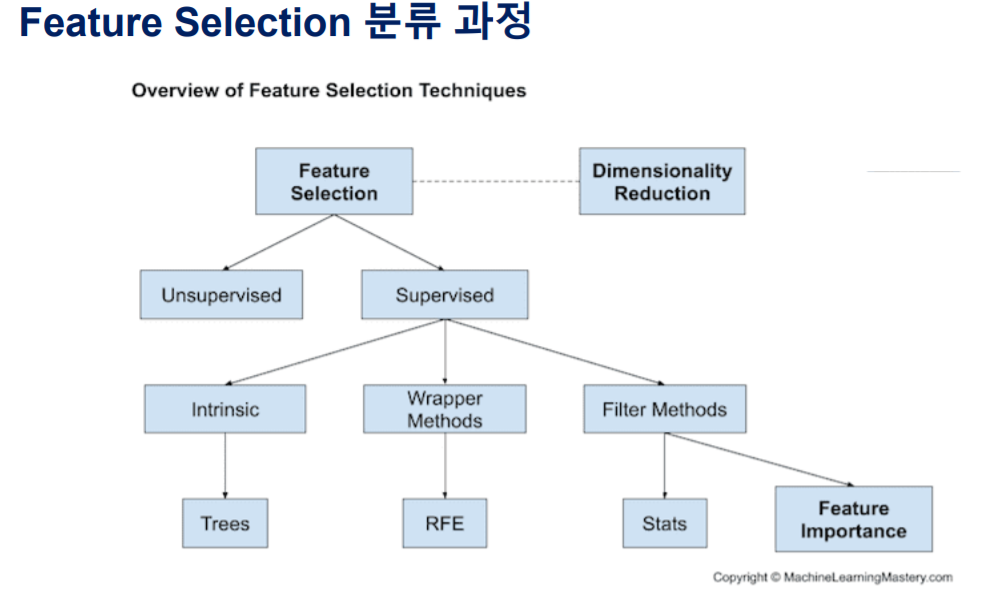 Feature Selection 분류 과정
Overview of Feature Selection Techniques
Feature
Selection
Dimensionality
Reduction
Unsupervised
Supervised
Intrinsic
Wrapper
Methods
Filter Methods
Trees
RFE
Stats
Feature
Importance
Copyright © MachineLearningMastery.com